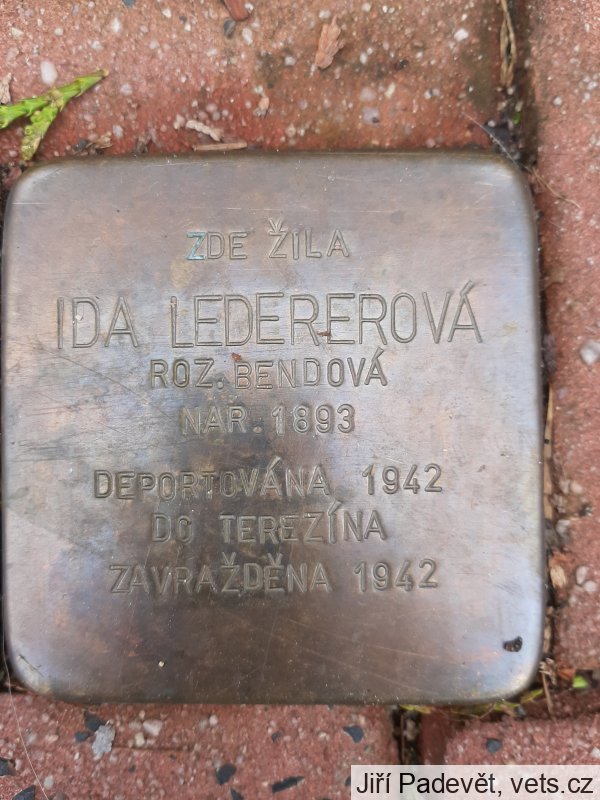 ZDE ŽILA
IDA LEDEREROVÁ
ROZ. BENDOVÁ
NAR. 1893
DEPORTOVÁNA 1942
DO TEREZÍNA
ZAVRAŽDĚNA 1942
Jiří Padevět, vets.cz